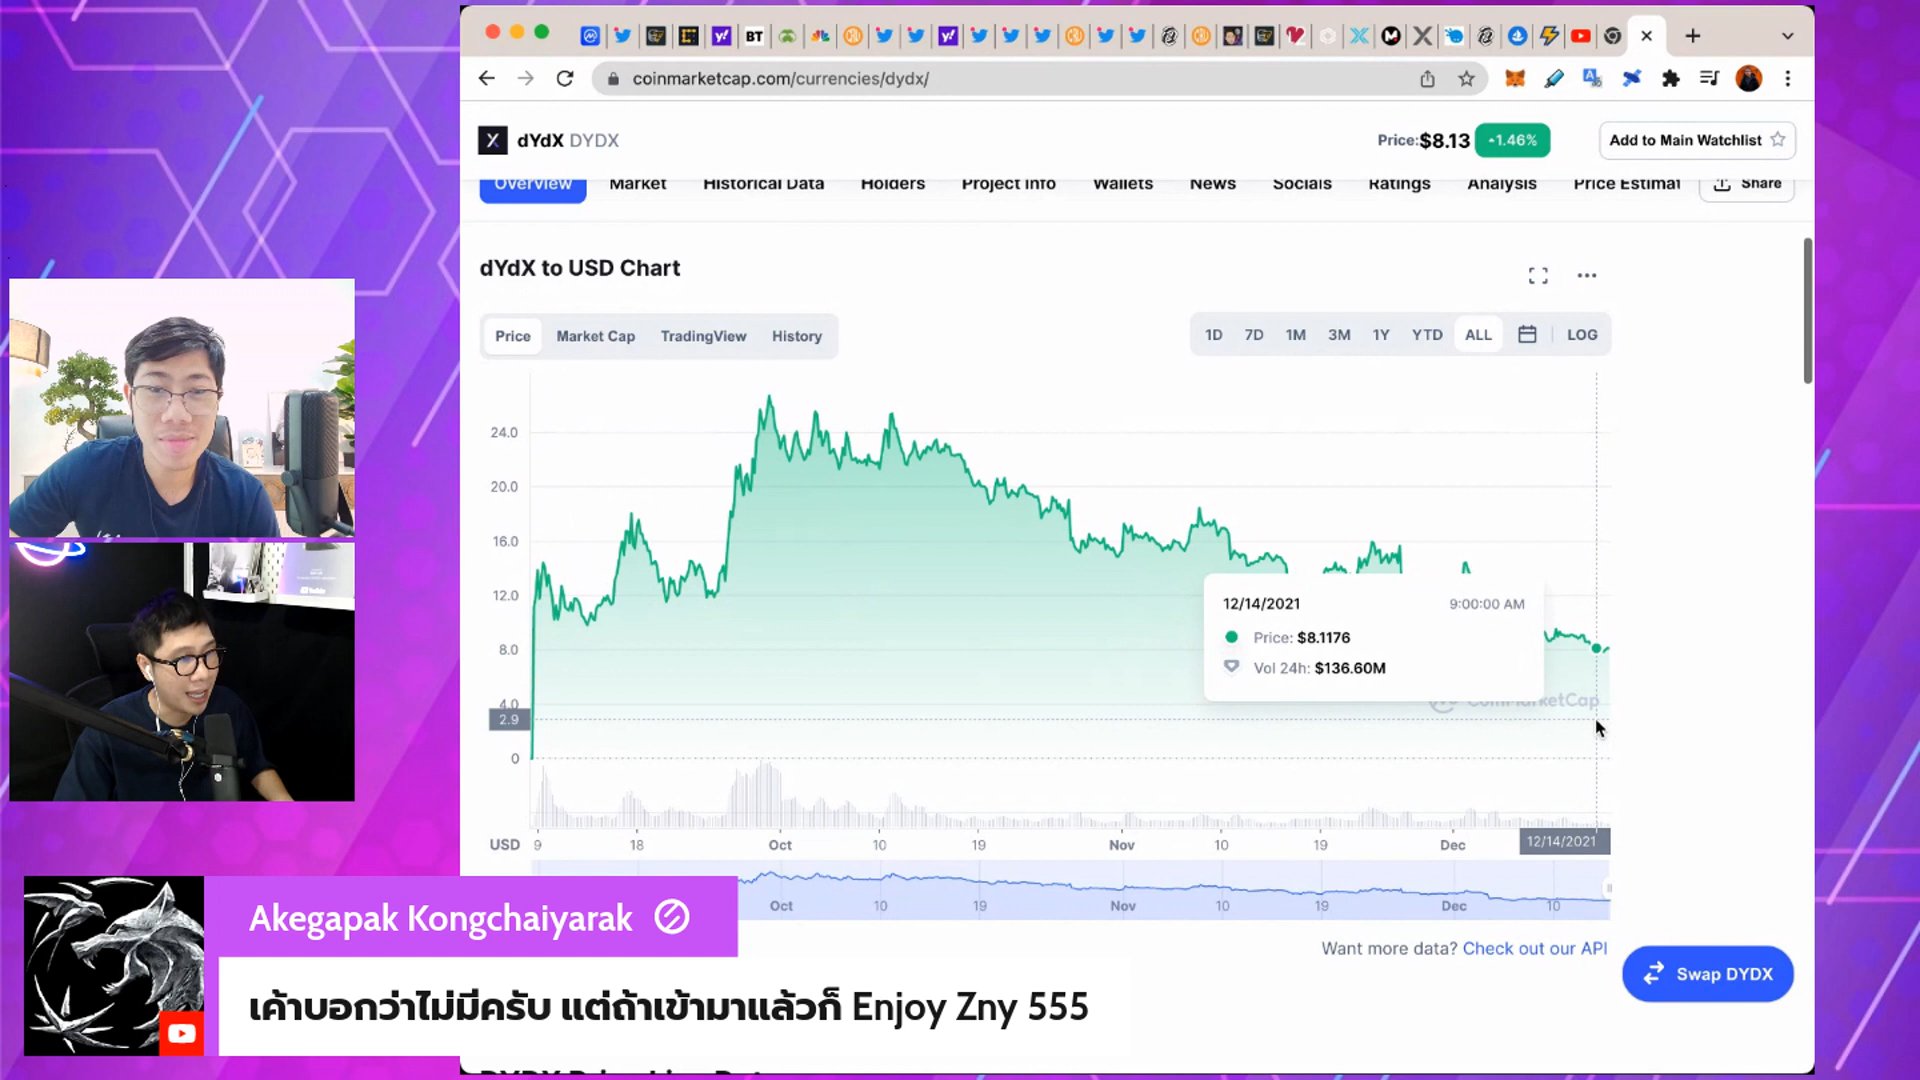 coinmarketcap.com/currencies/dydx/
dYdX DYDX
Price:$8.13 1.46%
Add to Main Watchlist
Overview Market Historical Data Holders Project Info Wallets News Socials Ratings Analysis Price Estimat Share
dYdX to USD Chart
Price Market Cap TradingView History
1D 7D 1M 3M 1Y YTD ALL LOG
24.0
20.0
16.0
12.0
8.0
4.0
2.9
0
12/14/2021 9:00:00 AM
Price: $8.1176
Vol 24h: $136.60M
CoinMarketCap
USD 9 18 Oct 10 19 Nov 10 19 Dec 12/14/2021
Oct 10 19 Nov 10 19 Dec 10
Want more data? Check out our API
Swap DYDX
Akegapak Kongchaiyarak
เค้าบอกว่าไม่มีครับ แต่ถ้าเข้ามาแล้วก็ Enjoy Zny 555